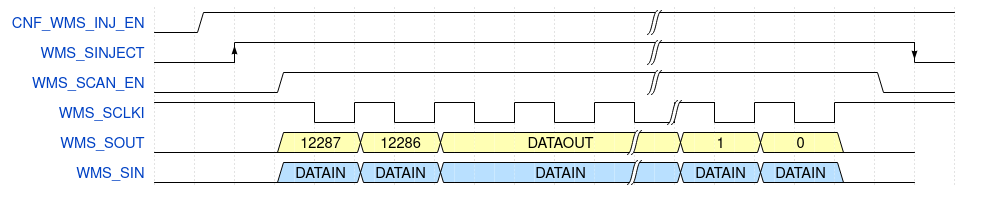 CNF_WMS_INJ_EN
WMS_SINJECT
WMS_SCAN_EN
WMS_SCLKI
WMS_SOUT 12287 12286 DATAOUT 1 0
WMS_SIN DATAIN DATAIN DATAIN DATAIN DATAIN